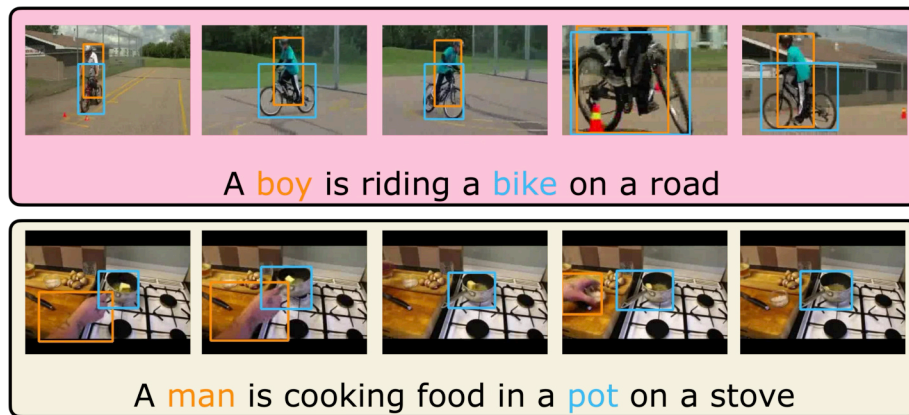 A boy is riding a bike on a road
A man is cooking food in a pot on a stove